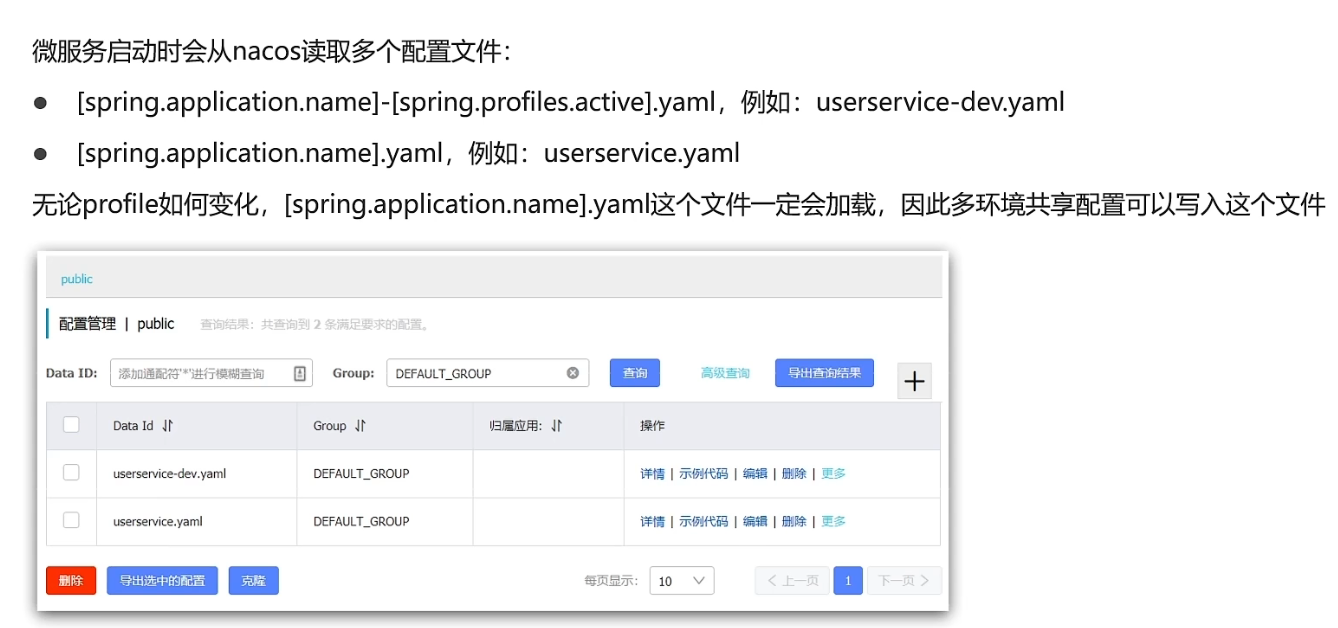 微服务启动时会从nacos读取多个配置文件：
● [spring.application.name]-[spring.profiles.active].yaml，例如：userservice-dev.yaml
● [spring.application.name].yaml，例如：userservice.yaml
无论profile如何变化，[spring.application.name].yaml这个文件一定会加载，因此多环境共享配置可以写入这个文件
public
配置管理 | public 查询结果：共查询到 2 条满足要求的配置。
Data ID: 添加通配符'*'进行模糊查询 Group: DEFAULT_GROUP 查询 高级查询 导出查询结果 +
Data Id Group 归属应用: 操作
userservice-dev.yaml DEFAULT_GROUP 详情 | 示例代码 | 编辑 | 删除 | 更多
userservice.yaml DEFAULT_GROUP 详情 | 示例代码 | 编辑 | 删除 | 更多
删除 导出选中的配置 克隆 每页显示: 10 < 上一页 1 下一页 >